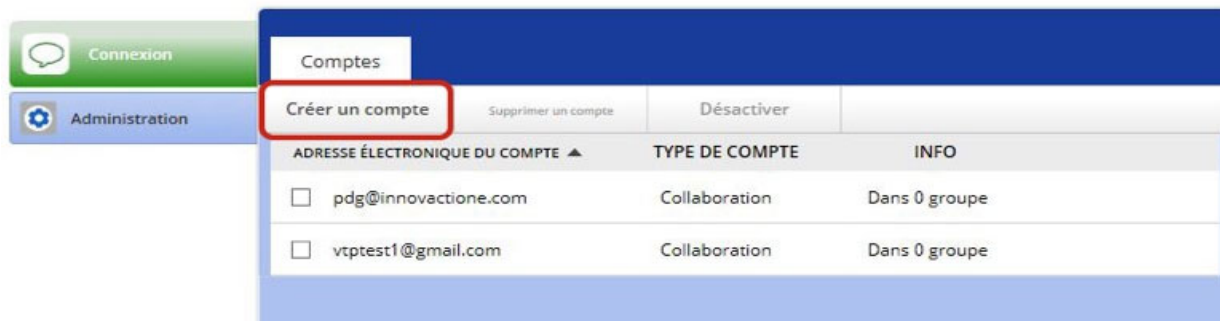 Connexion
Administration
Comptes
Créer un compte Supprimer un compte Désactiver
ADRESSE ÉLECTRONIQUE DU COMPTE TYPE DE COMPTE INFO
pdg@innovactione.com Collaboration Dans 0 groupe
vtptest1@gmail.com Collaboration Dans 0 groupe